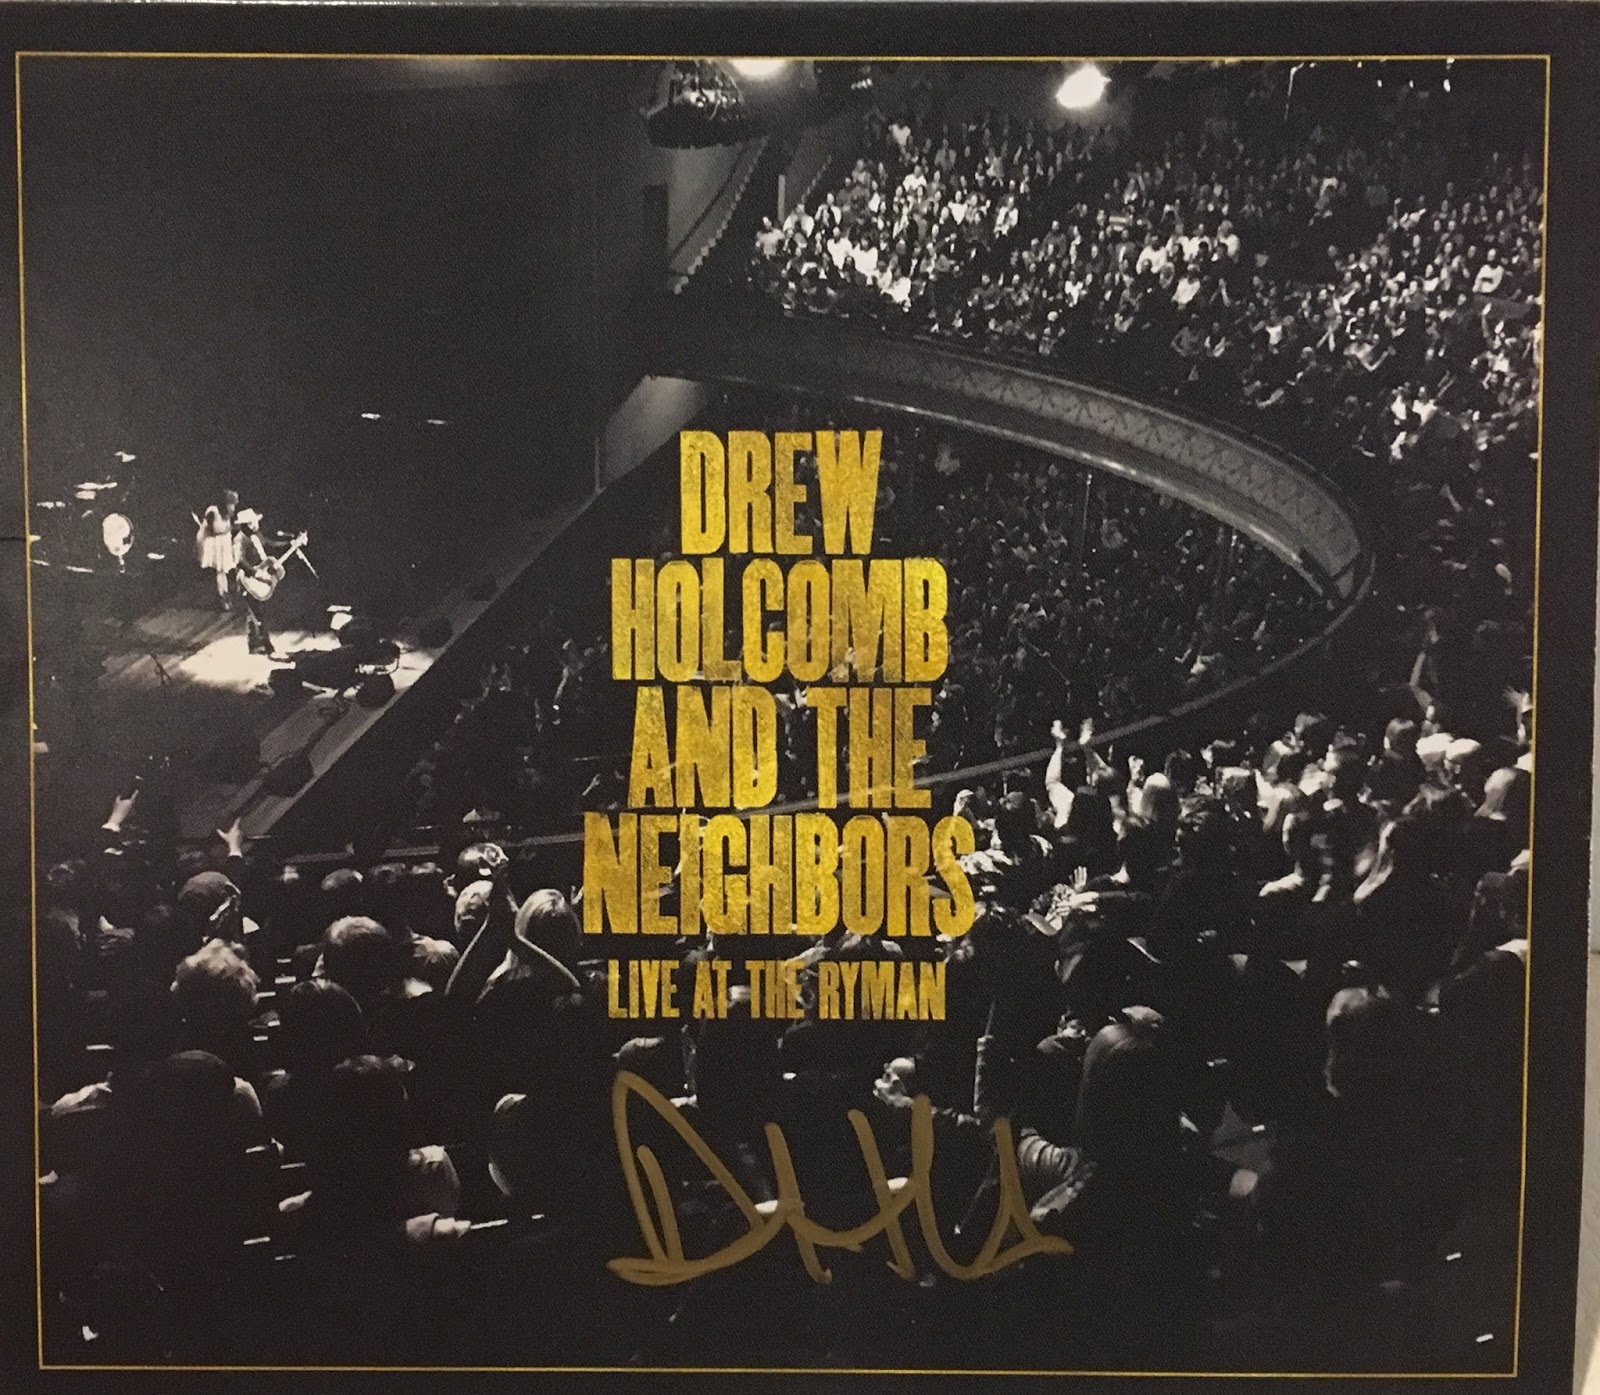 DREW
HOLCOMB
AND THE
NEIGHBORS
LIVE AT THE RYMAN